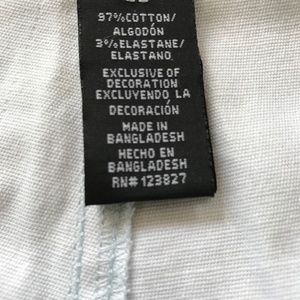 97%COTTON/
ALGODÓN
3%ELASTANE/
ELASTANO
EXCLUSIVE OF
DECORATION
EXCLUYENDO LA
DECORACIÓN
MADE IN
BANGLADESH
HECHO EN
BANGLADESH
RN# 123827